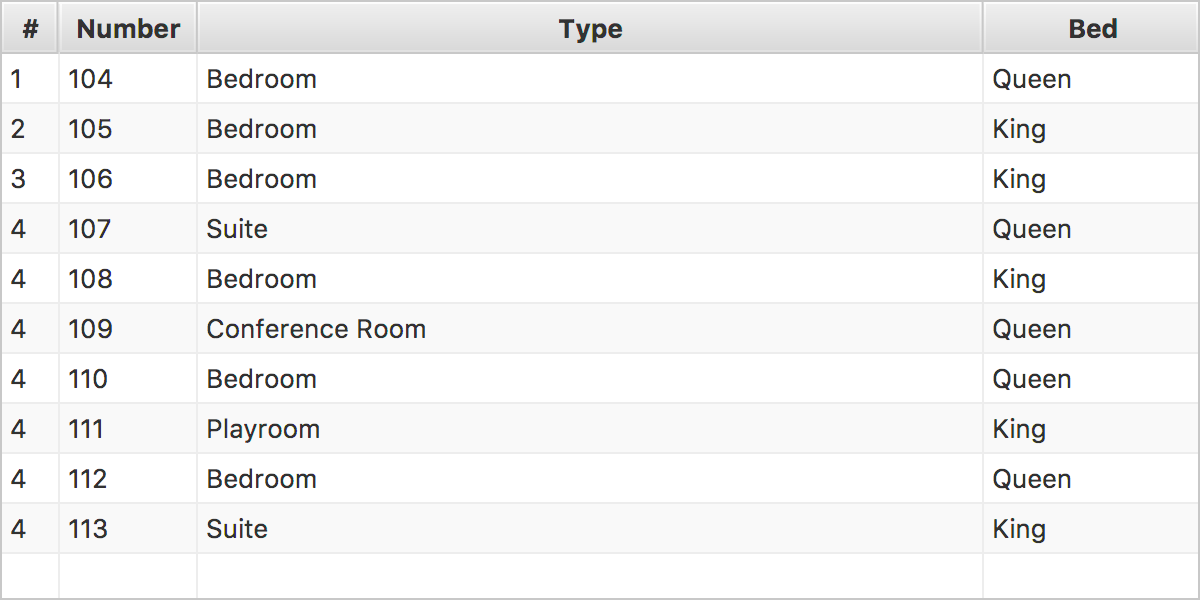 # Number Type Bed
1 104 Bedroom Queen
2 105 Bedroom King
3 106 Bedroom King
4 107 Suite Queen
4 108 Bedroom King
4 109 Conference Room Queen
4 110 Bedroom Queen
4 111 Playroom King
4 112 Bedroom Queen
4 113 Suite King